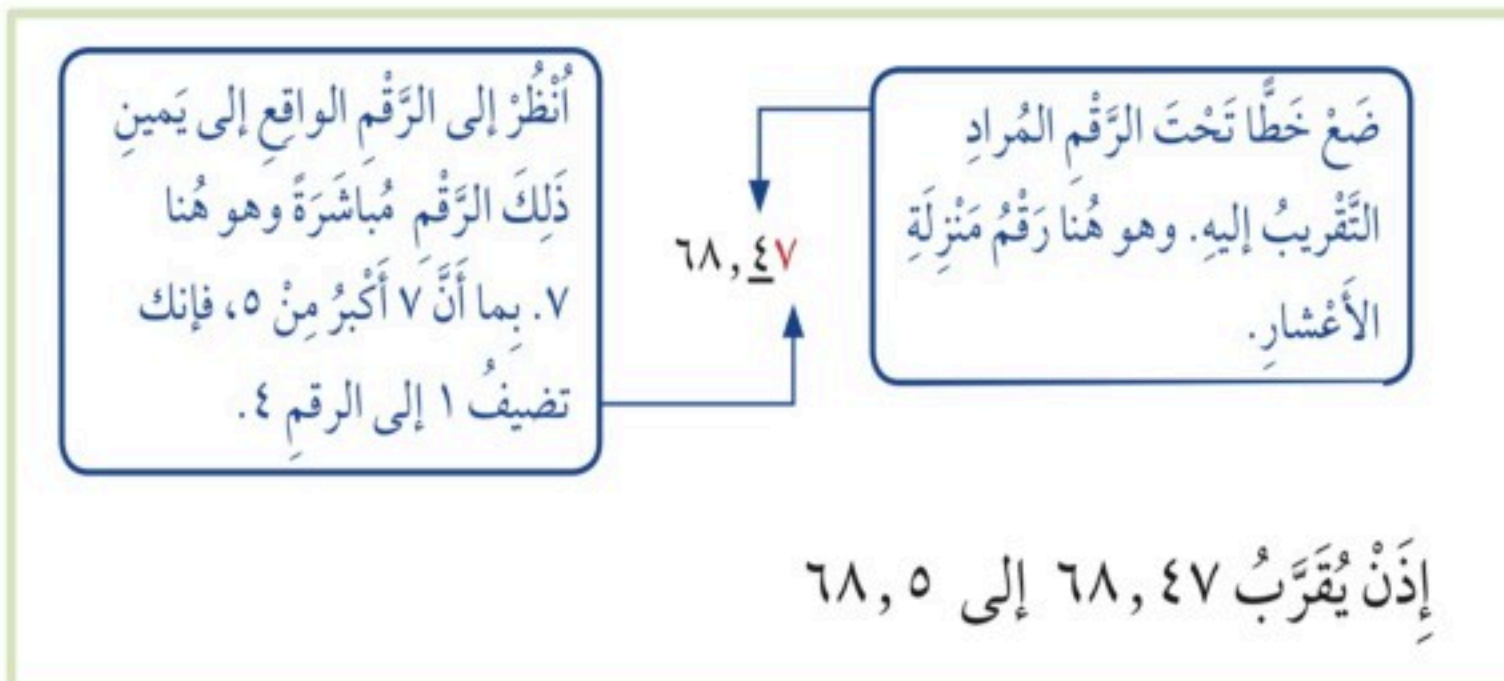 ضَعْ خَطًّا تَحْتَ الرَّقْمِ المُرادِ
التَّقْريبُ إليهِ. وهو هُنا رَقْمُ مَنْزِلَةِ
الأَعْشارِ.
٦٨,٤٧
أُنْظُرْ إلى الرَّقْمِ الواقِعِ إلى يَمينِ
ذَلِكَ الرَّقْمِ مُباشَرَةً وهو هُنا
٧. بِما أَنَّ ٧ أَكْبَرُ مِنْ ٥، فإنك
تضيفُ ١ إلى الرقمِ ٤.
إِذَنْ يُقَرَّبُ ٦٨,٤٧ إلى ٦٨,٥